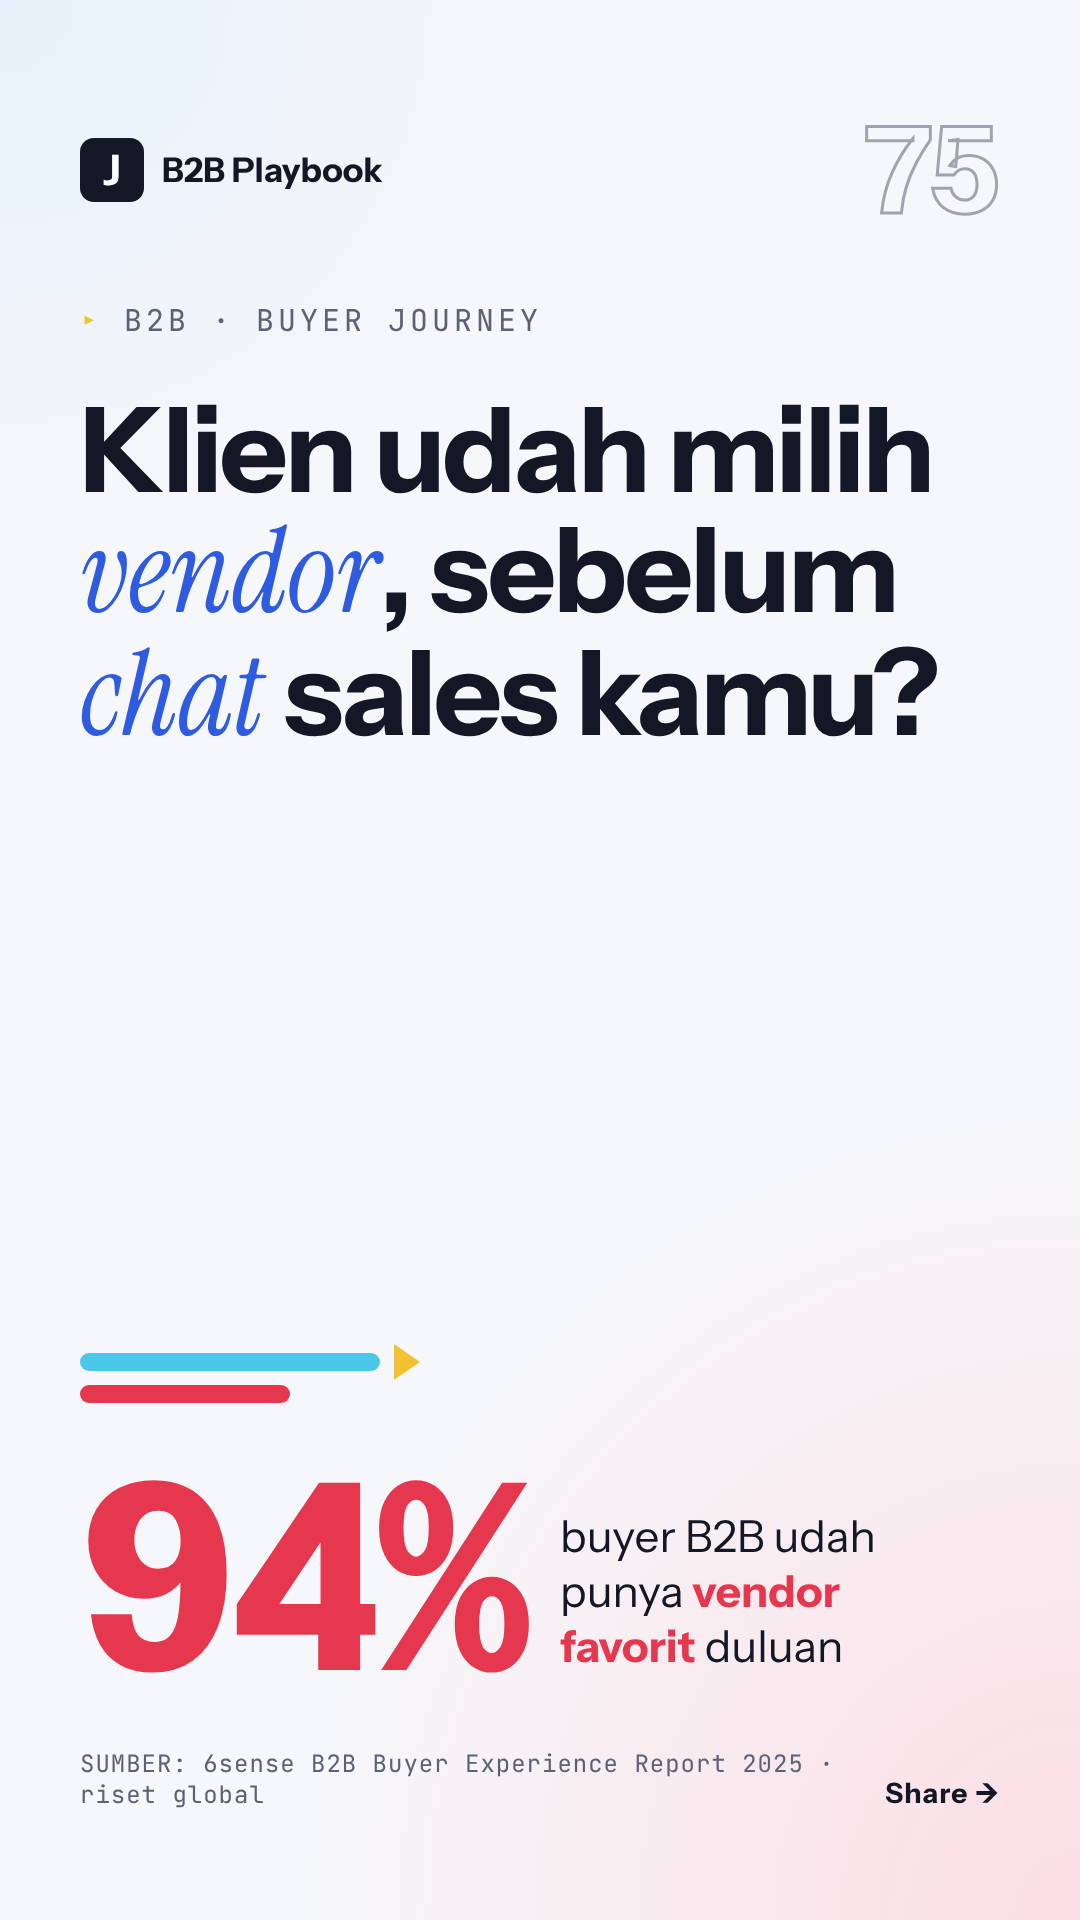 J B2B Playbook
75
▸ B2B · BUYER JOURNEY
Klien udah milih
vendor, sebelum
chat sales kamu?
94%
buyer B2B udah
punya vendor
favorit duluan
SUMBER: 6sense B2B Buyer Experience Report 2025 ·
riset global
Share →